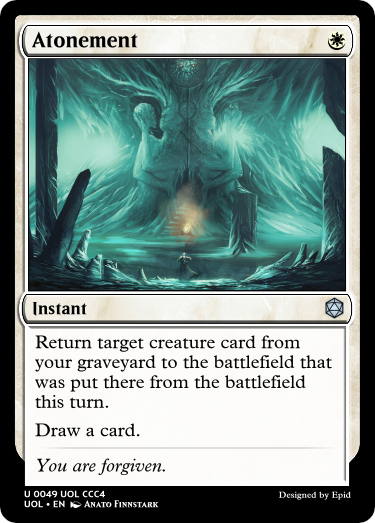 Atonement
Instant
Return target creature card from
your graveyard to the battlefield that
was put there from the battlefield
this turn.
Draw a card.
You are forgiven.
U 0049 UOL CCC4
UOL • EN Anato Finnstark
Designed by Epid